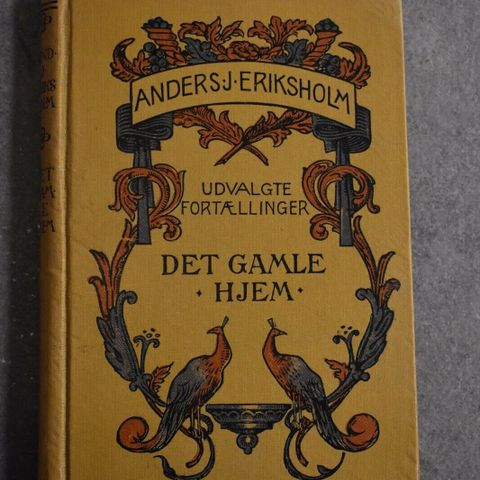 ANDERS·J·ERIKSHOLM
UDVALGTE
FORTÆLLINGER
DET GAMLE
· HJEM ·